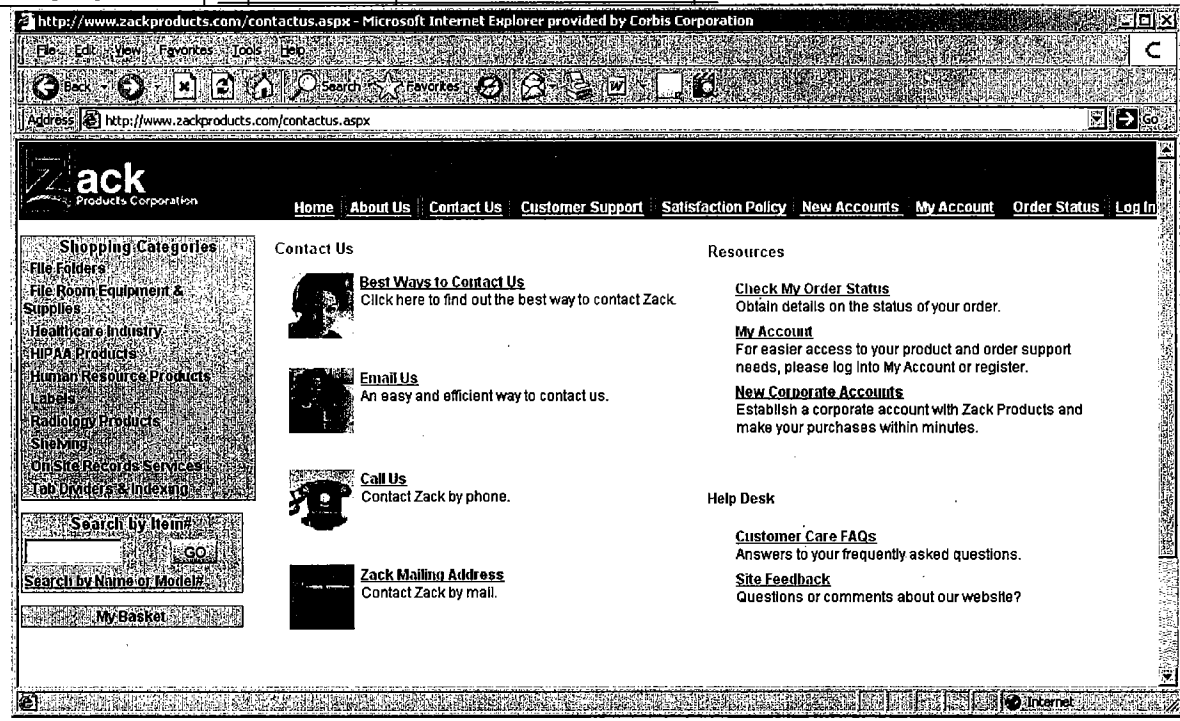 http://www.zackproducts.com/contactus.aspx - Microsoft Internet Explorer provided by Corbis Corporation
File Edit View Favorites Tools Help
Back Search Favorites
Address http://www.zackproducts.com/contactus.aspx Go
Zack
Products Corporation
Home About Us Contact Us Customer Support Satisfaction Policy New Accounts My Account Order Status Log In
Shopping Categories
File Folders
File Room Equipment &
Supplies
Healthcare Industry
HIPAA Products
Human Resource Products
Labels
Radiology Products
Shelving
On Site Records Services
Tab Dividers & Indexing
Search by Item#
GO
Search by Name or Model#
My Basket
Contact Us
Best Ways to Contact Us
Click here to find out the best way to contact Zack.
Email Us
An easy and efficient way to contact us.
Call Us
Contact Zack by phone.
Zack Mailing Address
Contact Zack by mail.
Resources
Check My Order Status
Obtain details on the status of your order.
My Account
For easier access to your product and order support
needs, please log into My Account or register.
New Corporate Accounts
Establish a corporate account with Zack Products and
make your purchases within minutes.
Help Desk
Customer Care FAQs
Answers to your frequently asked questions.
Site Feedback
Questions or comments about our website?
Internet